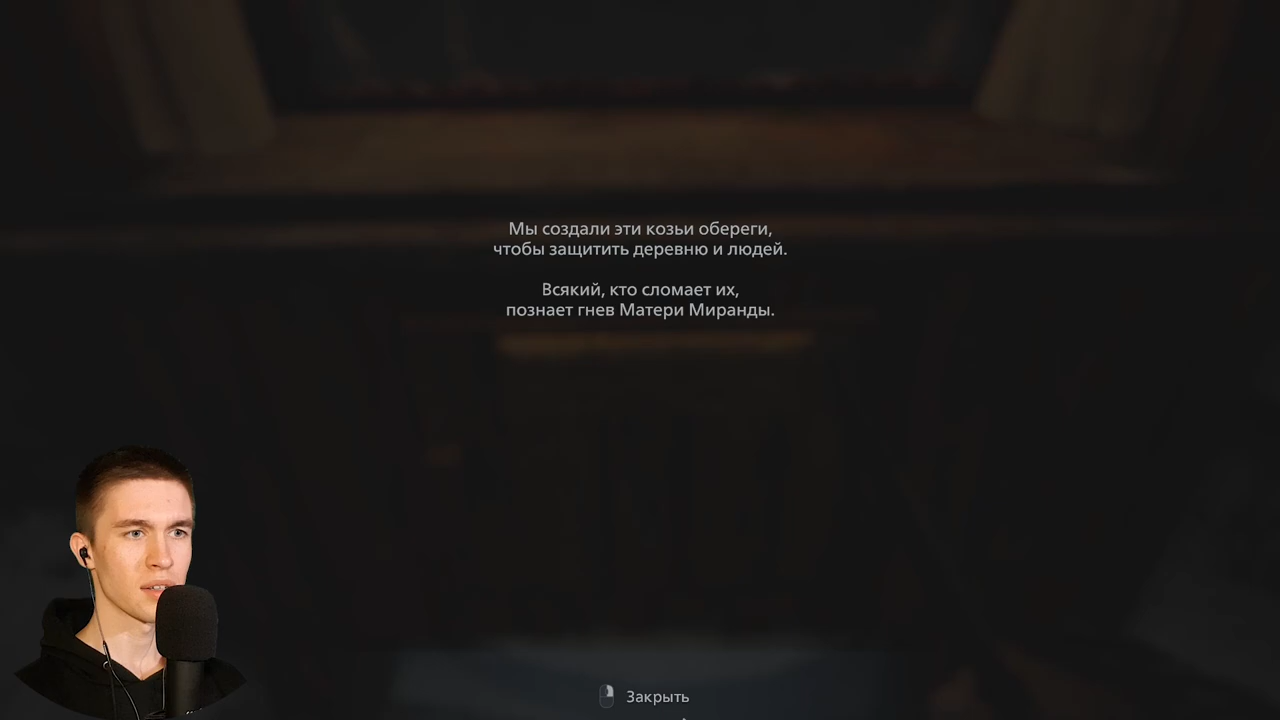 Мы создали эти козьи обереги,
чтобы защитить деревню и людей.
Всякий, кто сломает их,
познает гнев Матери Миранды.
Закрыть